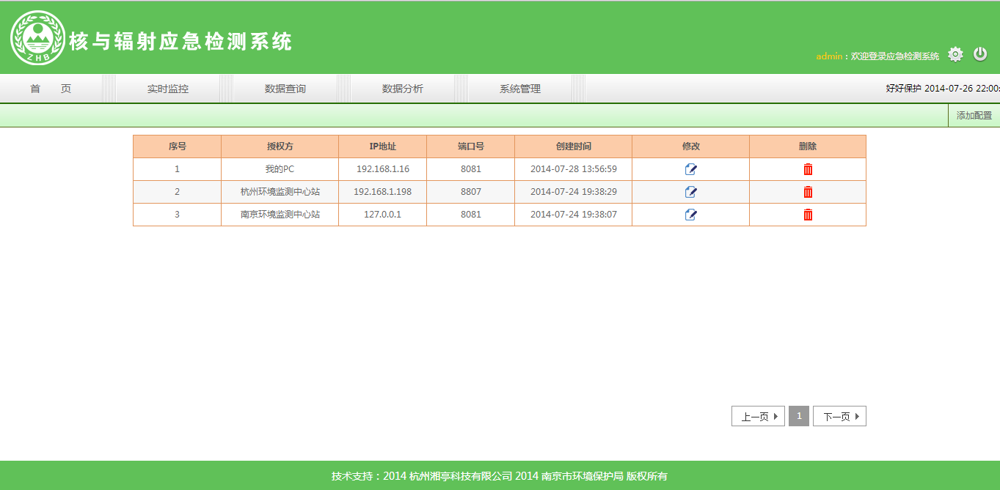 核与辐射应急检测系统
ZHB
admin：欢迎登录应急检测系统
首 页 实时监控 数据查询 数据分析 系统管理 好好保护 2014-07-26 22:00:
添加配置
序号 授权方 IP地址 端口号 创建时间 修改 删除
1 我的PC 192.168.1.16 8081 2014-07-28 13:56:59
2 杭州环境监测中心站 192.168.1.198 8807 2014-07-24 19:38:29
3 南京环境监测中心站 127.0.0.1 8081 2014-07-24 19:38:07
上一页 1 下一页
技术支持：2014 杭州湘亭科技有限公司 2014 南京市环境保护局 版权所有